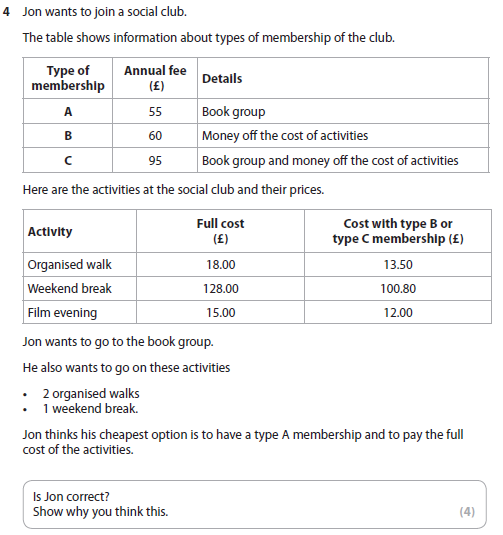 4 Jon wants to join a social club.
The table shows information about types of membership of the club.
Type of membership Annual fee (£) Details
A 55 Book group
B 60 Money off the cost of activities
C 95 Book group and money off the cost of activities
Here are the activities at the social club and their prices.
Activity Full cost (£) Cost with type B or type C membership (£)
Organised walk 18.00 13.50
Weekend break 128.00 100.80
Film evening 15.00 12.00
Jon wants to go to the book group.
He also wants to go on these activities
• 2 organised walks
• 1 weekend break.
Jon thinks his cheapest option is to have a type A membership and to pay the full
cost of the activities.
Is Jon correct?
Show why you think this. (4)